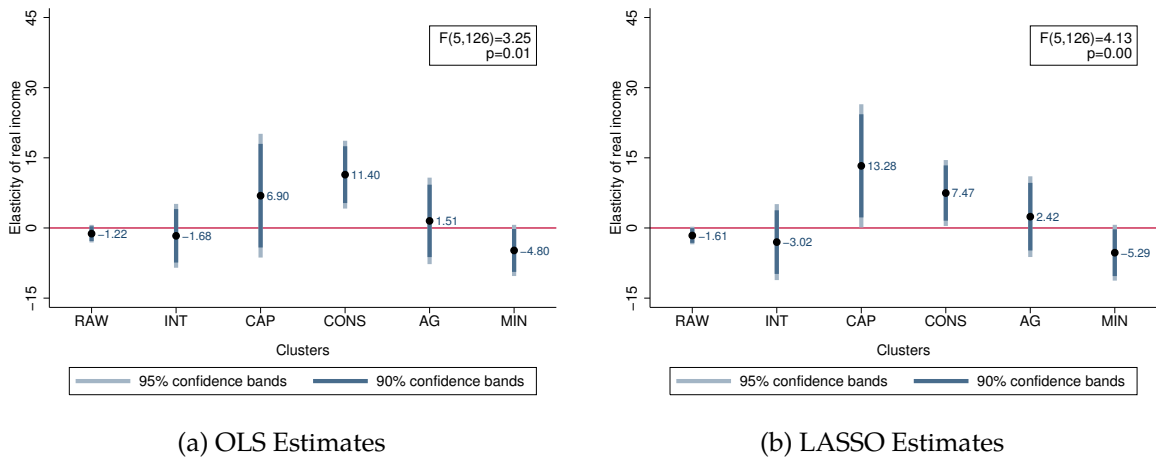 Elasticity of real income
45
30
15
0
−15
F(5,126)=3.25
p=0.01
−1.22
−1.68
6.90
11.40
1.51
−4.80
RAW INT CAP CONS AG MIN
Clusters
95% confidence bands 90% confidence bands
(a) OLS Estimates
Elasticity of real income
45
30
15
0
−15
F(5,126)=4.13
p=0.00
−1.61
−3.02
13.28
7.47
2.42
−5.29
RAW INT CAP CONS AG MIN
Clusters
95% confidence bands 90% confidence bands
(b) LASSO Estimates